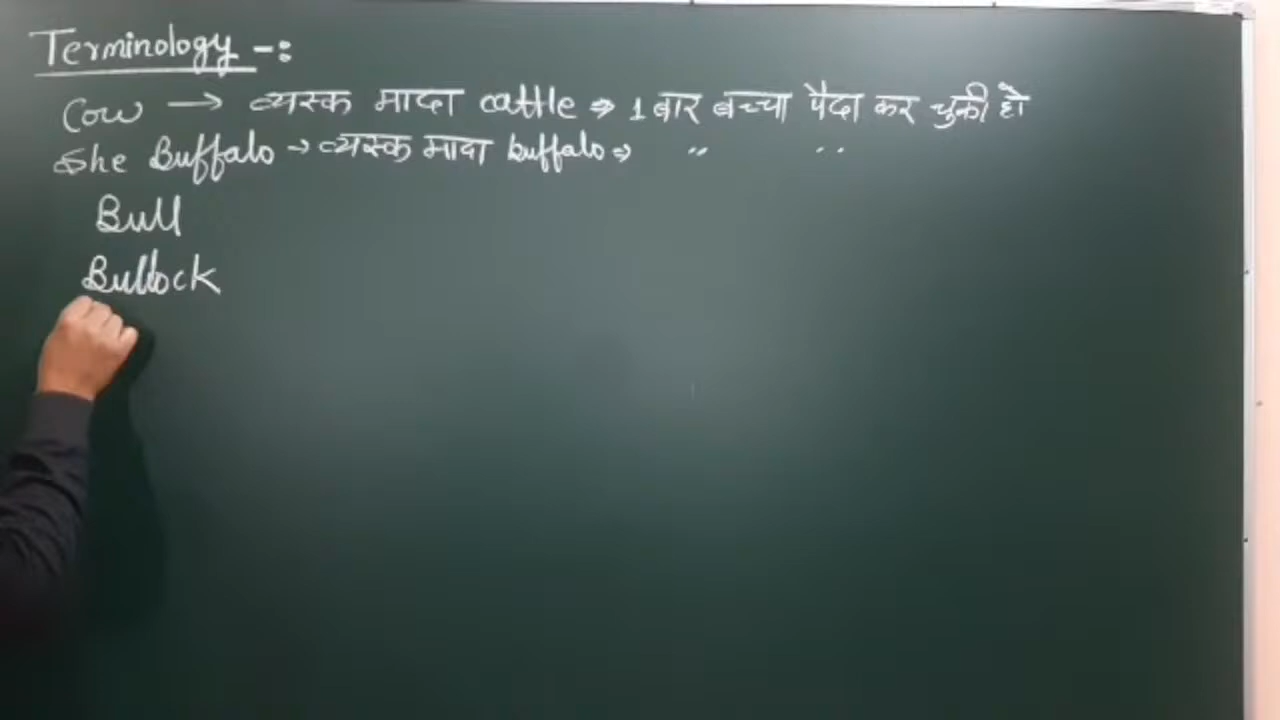 Terminology -:
Cow → व्यस्क मादा cattle ⇒ 1 बार बच्चा पैदा कर चुकी हो
She Buffalo → व्यस्क मादा buffalo ⇒ " "
Bull
Bullock